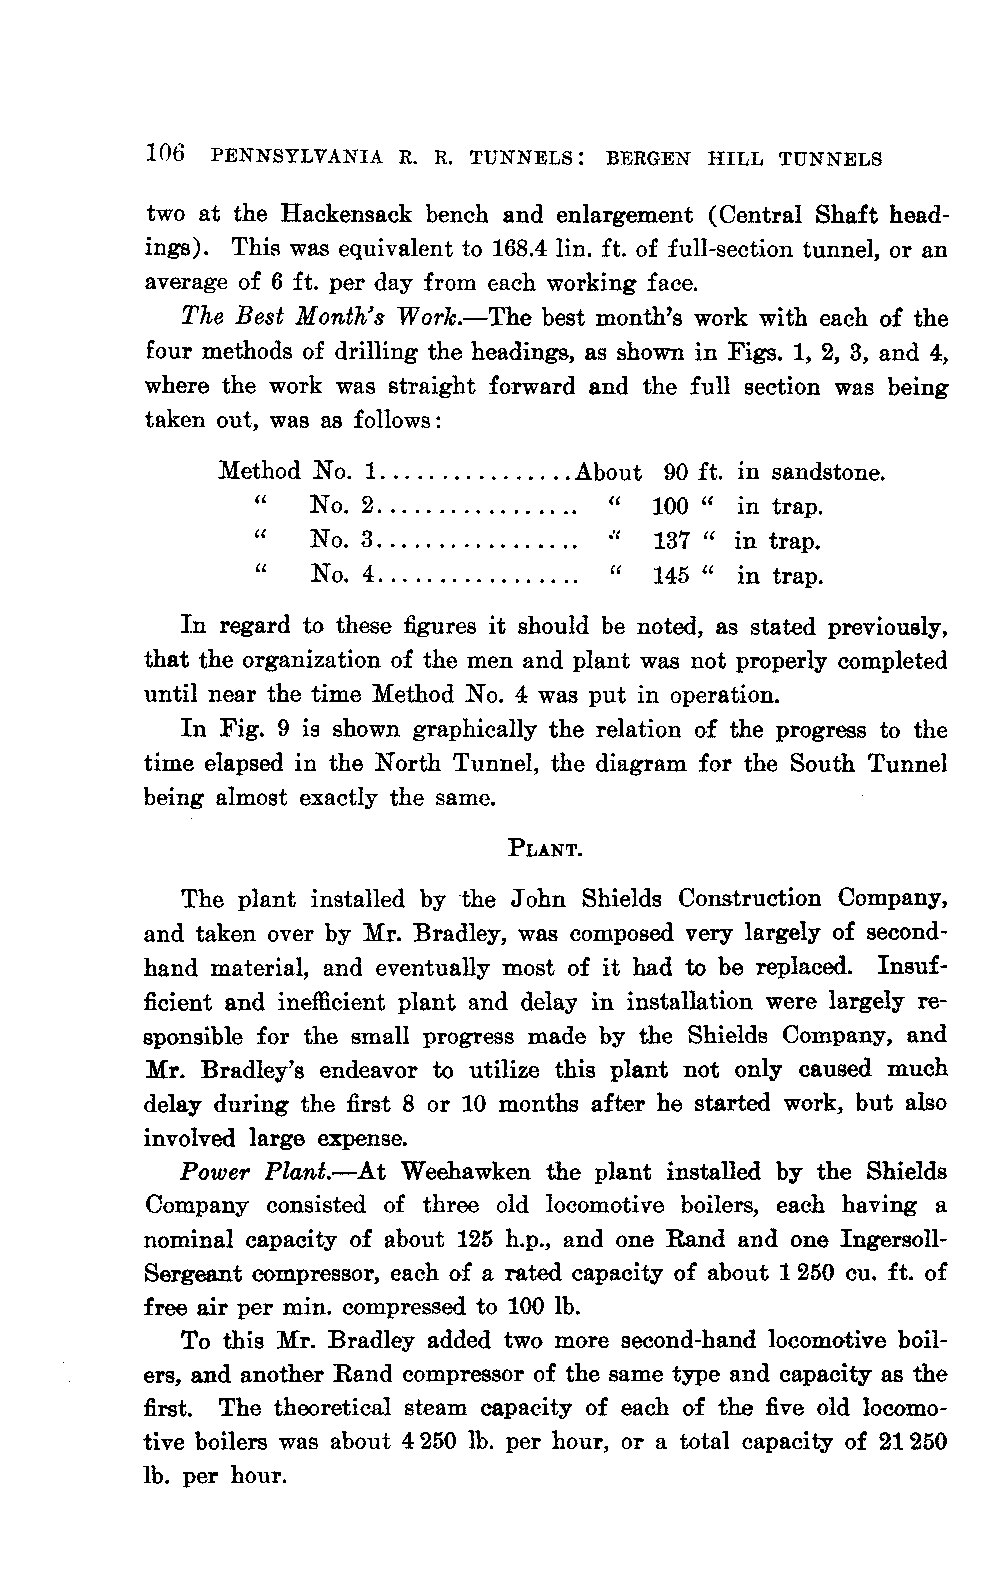 106 PENNSYLVANIA R. R. TUNNELS: BERGEN HILL TUNNELS
two at the Hackensack bench and enlargement (Central Shaft head-
ings). This was equivalent to 168.4 lin. ft. of full-section tunnel, or an
average of 6 ft. per day from each working face.
The Best Month's Work.—The best month's work with each of the
four methods of drilling the headings, as shown in Figs. 1, 2, 3, and 4,
where the work was straight forward and the full section was being
taken out, was as follows:
Method No. 1................About 90 ft. in sandstone.
“ No. 2................. “ 100 “ in trap.
“ No. 3................. “ 137 “ in trap.
“ No. 4................. “ 145 “ in trap.
In regard to these figures it should be noted, as stated previously,
that the organization of the men and plant was not properly completed
until near the time Method No. 4 was put in operation.
In Fig. 9 is shown graphically the relation of the progress to the
time elapsed in the North Tunnel, the diagram for the South Tunnel
being almost exactly the same.
PLANT.
The plant installed by the John Shields Construction Company,
and taken over by Mr. Bradley, was composed very largely of second-
hand material, and eventually most of it had to be replaced. Insuf-
ficient and inefficient plant and delay in installation were largely re-
sponsible for the small progress made by the Shields Company, and
Mr. Bradley's endeavor to utilize this plant not only caused much
delay during the first 8 or 10 months after he started work, but also
involved large expense.
Power Plant.—At Weehawken the plant installed by the Shields
Company consisted of three old locomotive boilers, each having a
nominal capacity of about 125 h.p., and one Rand and one Ingersoll-
Sergeant compressor, each of a rated capacity of about 1 250 cu. ft. of
free air per min. compressed to 100 lb.
To this Mr. Bradley added two more second-hand locomotive boil-
ers, and another Rand compressor of the same type and capacity as the
first. The theoretical steam capacity of each of the five old locomo-
tive boilers was about 4 250 lb. per hour, or a total capacity of 21 250
lb. per hour.